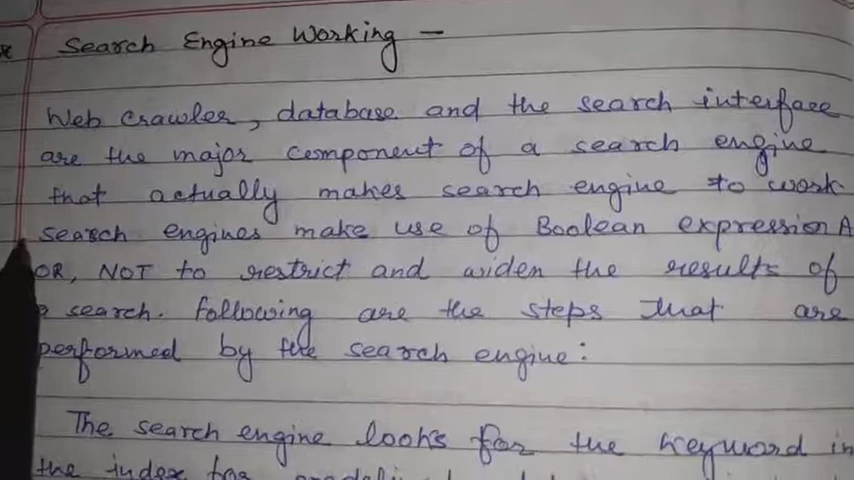 Search Engine Working –
Web crawler, database and the search interface
are the major component of a search engine
that actually makes search engine to work
search engines make use of Boolean expression A
OR, NOT to restrict and widen the results of
search. Following are the steps that are
performed by the search engine:
The search engine looks for the keyword in
the index for